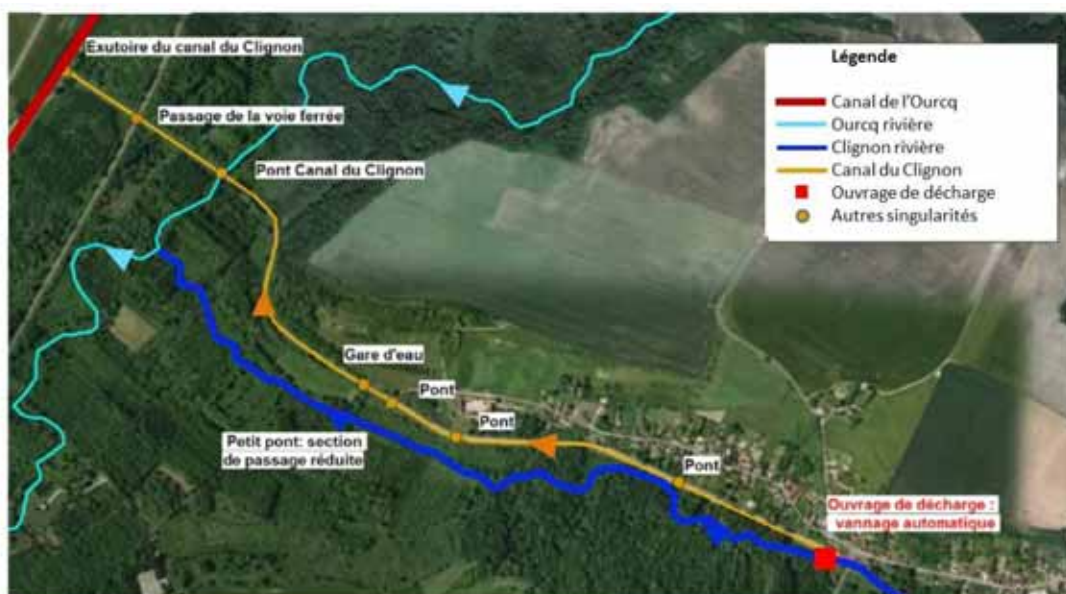 Exutoire du canal du Clignon
Passage de la voie ferrée
Pont Canal du Clignon
Gare d'eau
Pont
Pont
Petit pont: section
de passage réduite
Pont
Ouvrage de décharge :
vannage automatique
Légende
Canal de l'Ourcq
Ourcq rivière
Clignon rivière
Canal du Clignon
Ouvrage de décharge
Autres singularités